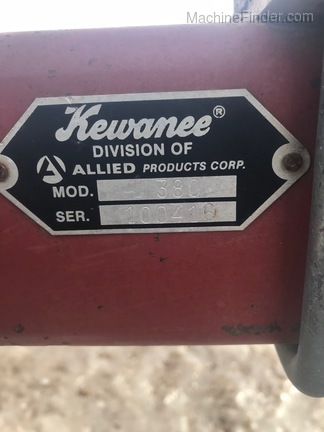 MachineFinder.com
Kewanee®
DIVISION OF
ALLIED PRODUCTS CORP.
MOD.
SER.